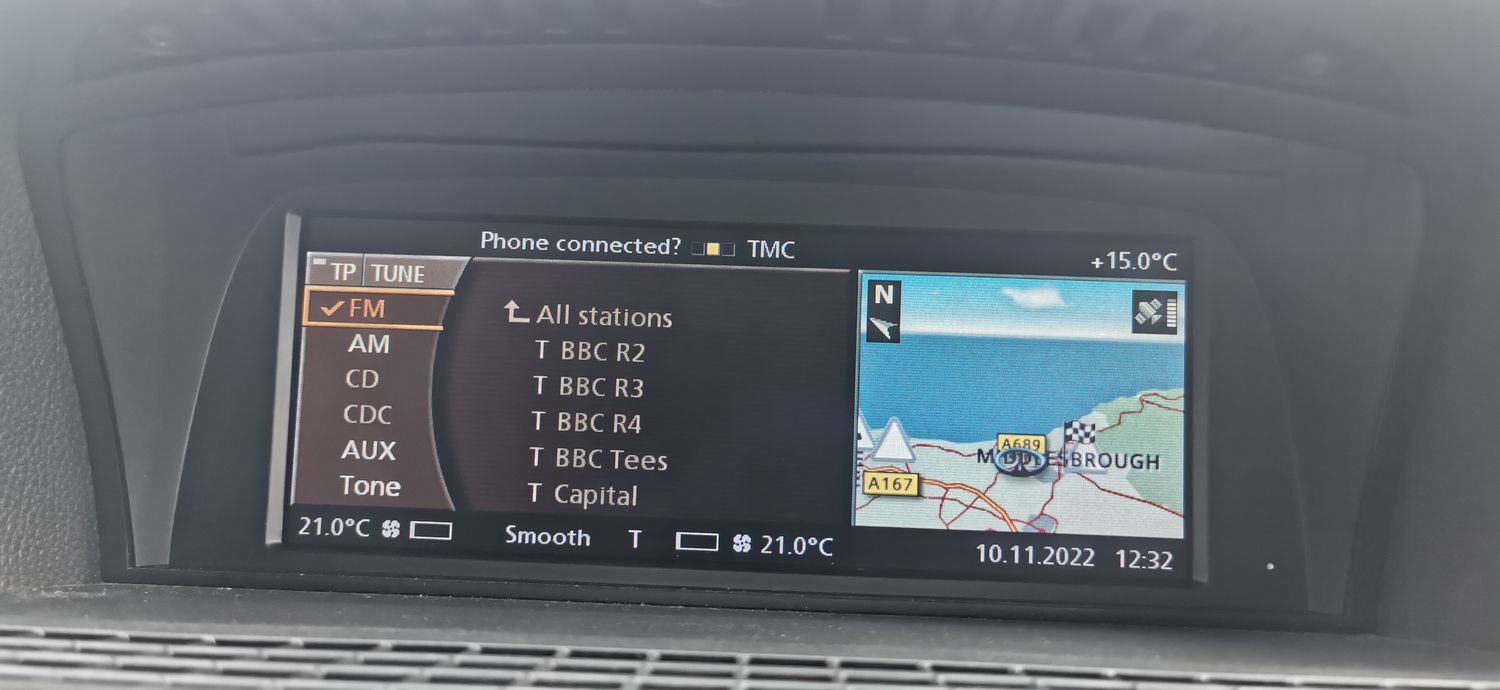 Phone connected? TMC
+15.0°C
TP TUNE
FM
AM
CD
CDC
AUX
Tone
All stations
T BBC R2
T BBC R3
T BBC R4
T BBC Tees
T Capital
N
A689
A167
21.0°C
Smooth T
21.0°C
10.11.2022 12:32